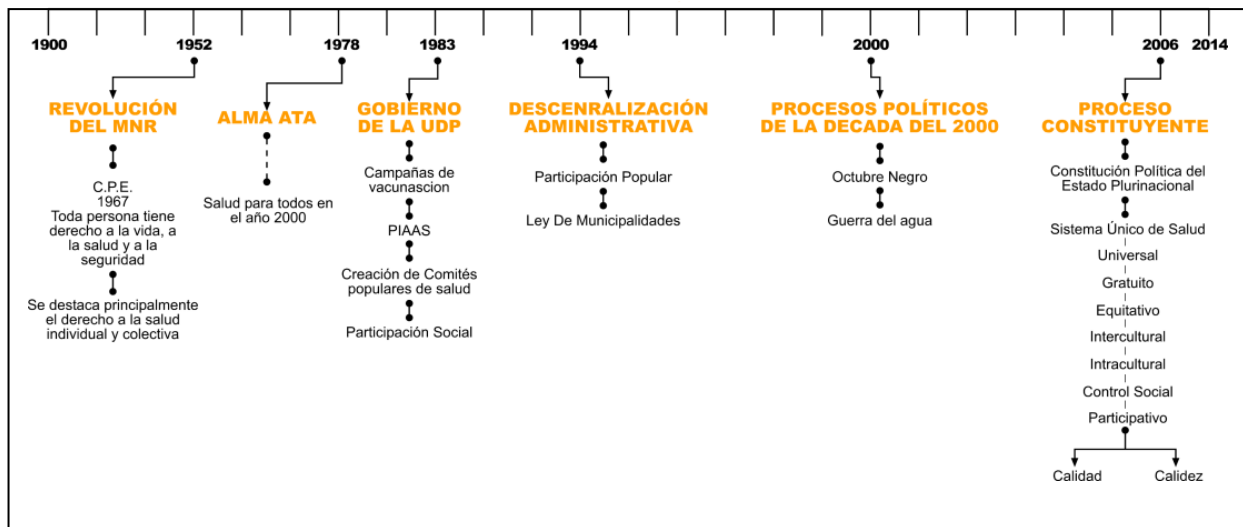 1900
1952
1978
1983
1994
2000
2006
2014
REVOLUCIÓN
DEL MNR
C.P.E.
1967
Toda persona tiene
derecho a la vida, a
la salud y a la
seguridad
Se destaca principalmente
el derecho a la salud
individual y colectiva
ALMA ATA
Salud para todos en
el año 2000
GOBIERNO
DE LA UDP
Campañas de
vacunascion
PIAAS
Creación de Comités
populares de salud
Participación Social
DESCENRALIZACIÓN
ADMINISTRATIVA
Participación Popular
Ley De Municipalidades
PROCESOS POLÍTICOS
DE LA DECADA DEL 2000
Octubre Negro
Guerra del agua
PROCESO
CONSTITUYENTE
Constitución Política del
Estado Plurinacional
Sistema Único de Salud
Universal
Gratuito
Equitativo
Intercultural
Intracultural
Control Social
Participativo
Calidad
Calidez